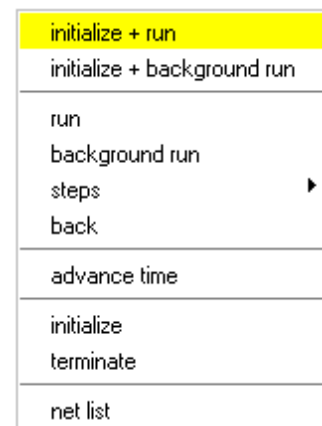 initialize + run
initialize + background run
run
background run
steps
back
advance time
initialize
terminate
net list